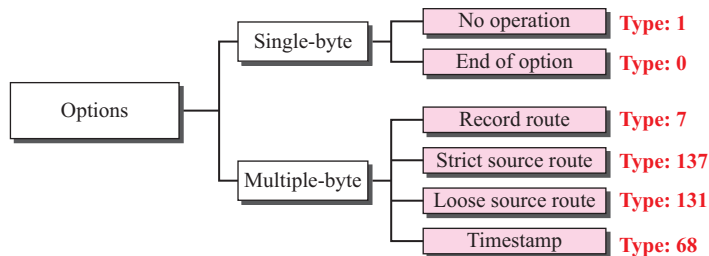 No operation Type: 1
Single-byte
End of option Type: 0
Options
Record route Type: 7
Strict source route Type: 137
Multiple-byte
Loose source route Type: 131
Timestamp Type: 68